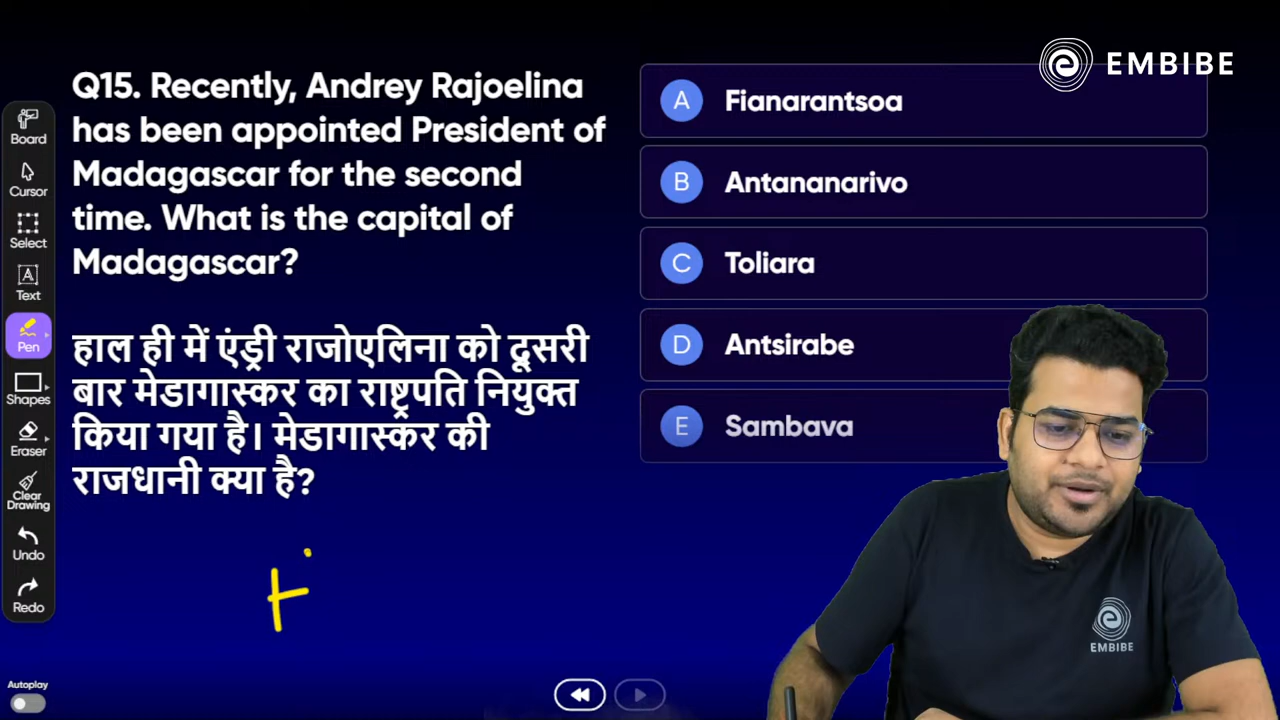 EMBIBE
Q15. Recently, Andrey Rajoelina
has been appointed President of
Madagascar for the second
time. What is the capital of
Madagascar?
हाल ही में एंड्री राजोएलिना को दूसरी
बार मेडागास्कर का राष्ट्रपति नियुक्त
किया गया है। मेडागास्कर की
राजधानी क्या है?
A Fianarantsoa
B Antananarivo
C Toliara
D Antsirabe
E Sambava
Board
Cursor
Select
A
Text
Pen
Shapes
Eraser
Clear
Drawing
Undo
Redo
Autoplay
EMBIBE